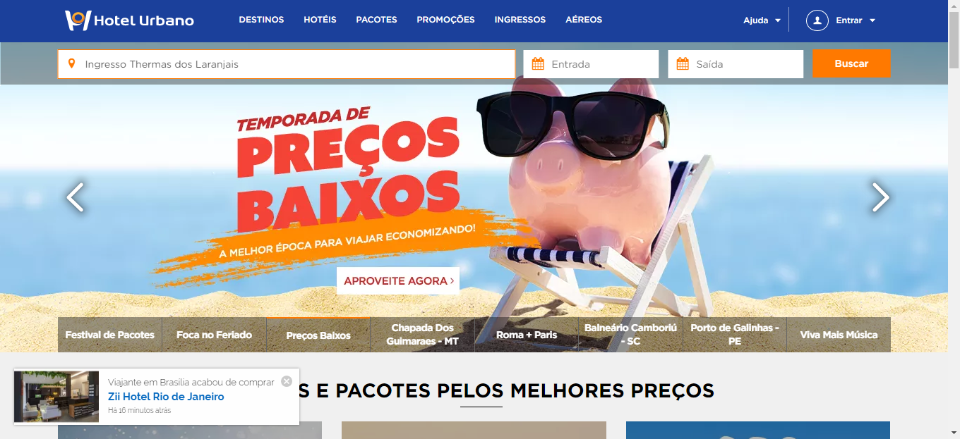 Hotel Urbano
DESTINOS HOTÉIS PACOTES PROMOÇÕES INGRESSOS AÉREOS
Ajuda
Entrar
Ingresso Thermas dos Laranjais
Entrada
Saída
Buscar
TEMPORADA DE
PREÇOS
BAIXOS
A MELHOR ÉPOCA PARA VIAJAR ECONOMIZANDO!
APROVEITE AGORA >
Festival de Pacotes
Foca no Feriado
Preços Baixos
Chapada Dos
Guimaraes - MT
Roma + Paris
Balneário Camboriú
- SC
Porto de Galinhas -
PE
Viva Mais Música
S E PACOTES PELOS MELHORES PREÇOS
Viajante em Brasilia acabou de comprar
Zii Hotel Rio de Janeiro
Há 16 minutos atrás